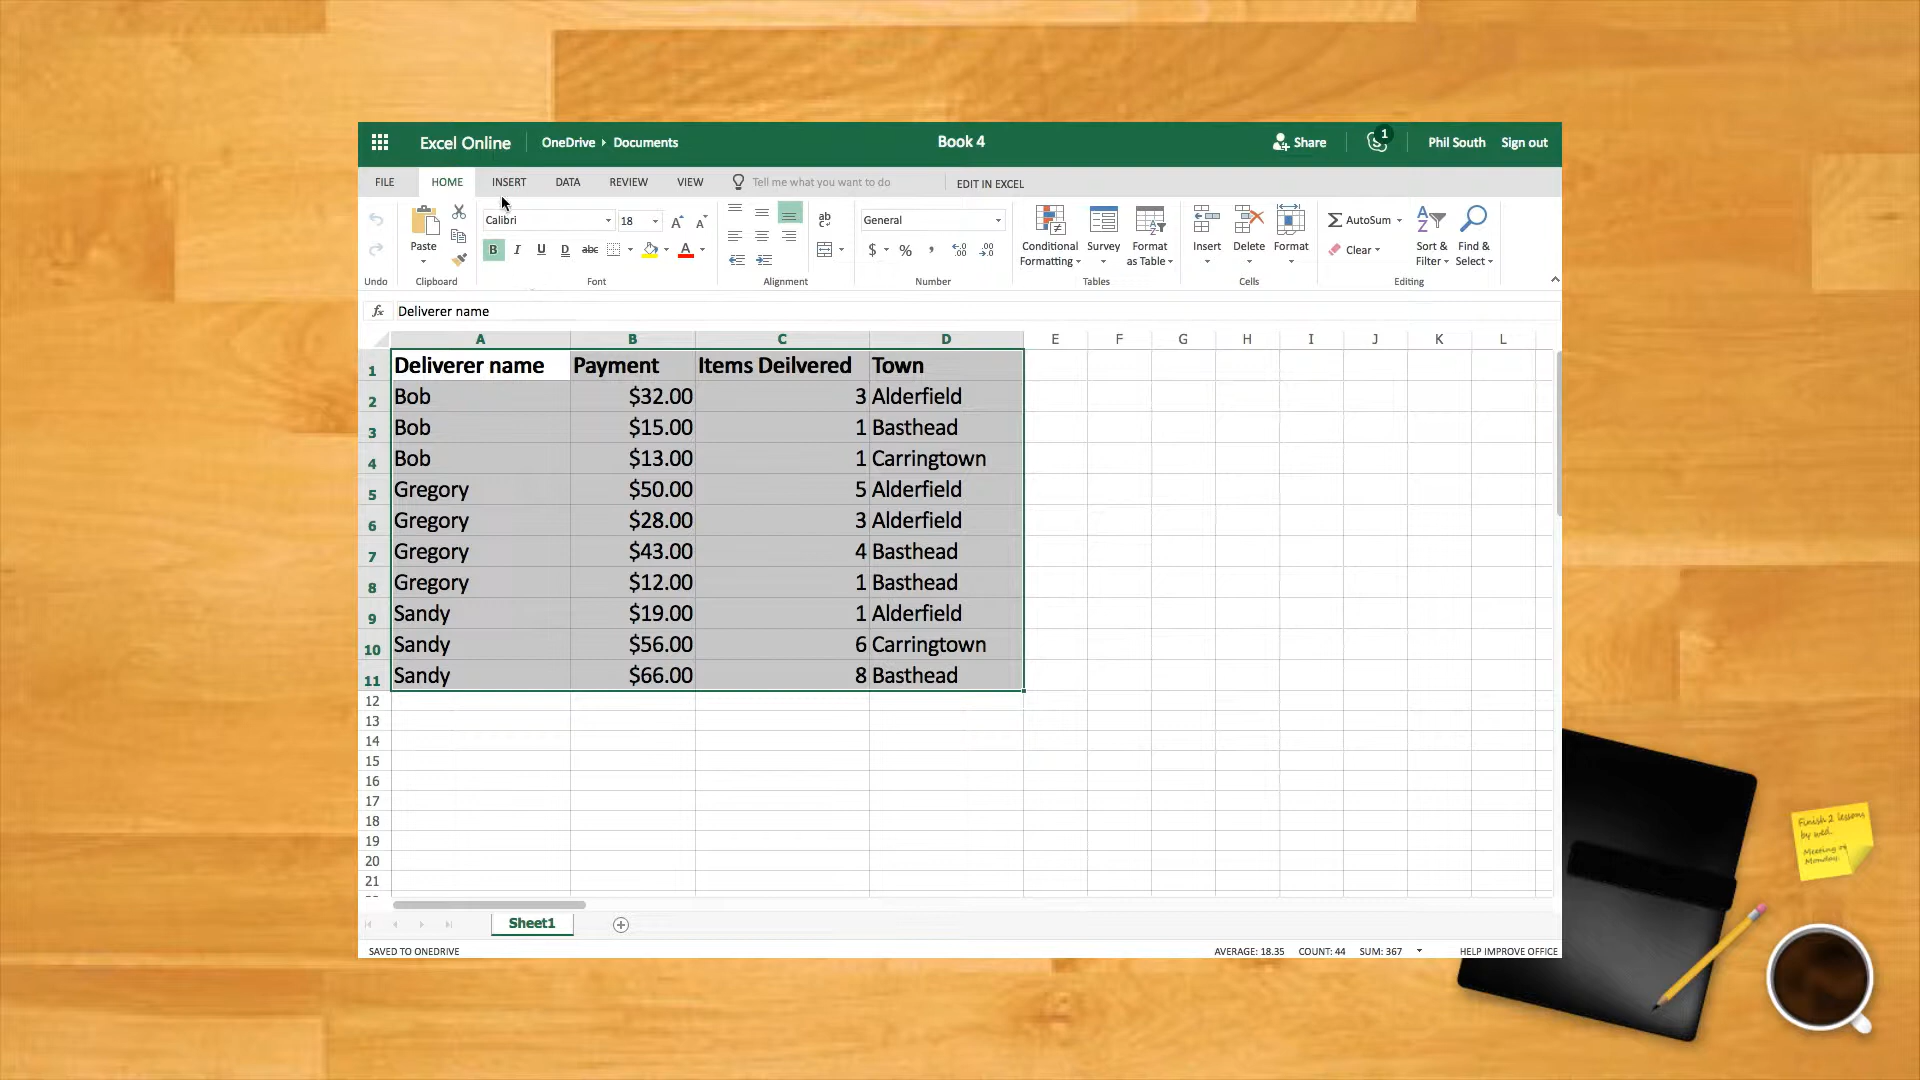 Excel Online OneDrive Documents Book 4 Share 1 Phil South Sign out
FILE HOME INSERT DATA REVIEW VIEW Tell me what you want to do EDIT IN EXCEL
Calibri 18 General
Paste B I U D abc ab $ % , .00 .00 Conditional Formatting Survey Format as Table Insert Delete Format AutoSum Clear Sort & Filter Find & Select
Undo Clipboard Font Alignment Number Tables Cells Editing
fx Deliverer name
A B C D E F G H I J K L
1 Deliverer name Payment Items Deilvered Town
2 Bob $32.00 3 Alderfield
3 Bob $15.00 1 Basthead
4 Bob $13.00 1 Carringtown
5 Gregory $50.00 5 Alderfield
6 Gregory $28.00 3 Alderfield
7 Gregory $43.00 4 Basthead
8 Gregory $12.00 1 Basthead
9 Sandy $19.00 1 Alderfield
10 Sandy $56.00 6 Carringtown
11 Sandy $66.00 8 Basthead
12
13
14
15
16
17
18
19
20
21
Sheet1
SAVED TO ONEDRIVE AVERAGE: 18.35 COUNT: 44 SUM: 367 HELP IMPROVE OFFICE
Finish 2 lessons
by wed.
Meeting on
Monday.